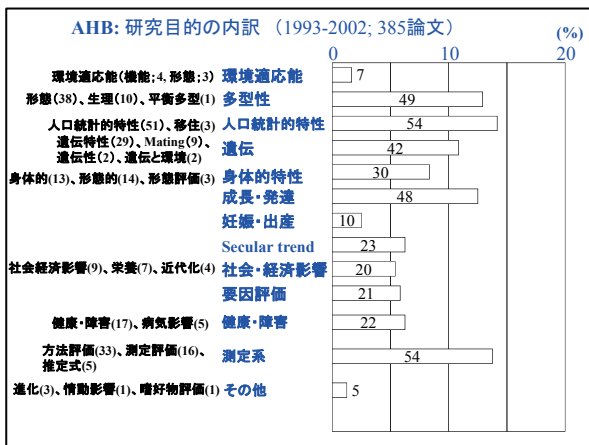 AHB: 研究目的の内訳 (1993-2002; 385論文)
(%)
0 10 20
環境適応能(機能;4, 形態;3) 環境適応能 7
形態(38)、生理(10)、平衡多型(1) 多型性 49
人口統計的特性(51)、移住(3) 人口統計的特性 54
遺伝特性(29)、Mating(9)、
遺伝性(2)、遺伝と環境(2) 遺伝 42
身体的(13)、形態的(14)、形態評価(3) 身体的特性 30
成長・発達 48
妊娠・出産 10
Secular trend 23
社会経済影響(9)、栄養(7)、近代化(4) 社会・経済影響 20
要因評価 21
健康・障害(17)、病気影響(5) 健康・障害 22
方法評価(33)、測定評価(16)、
推定式(5) 測定系 54
進化(3)、情動影響(1)、嗜好物評価(1) その他 5